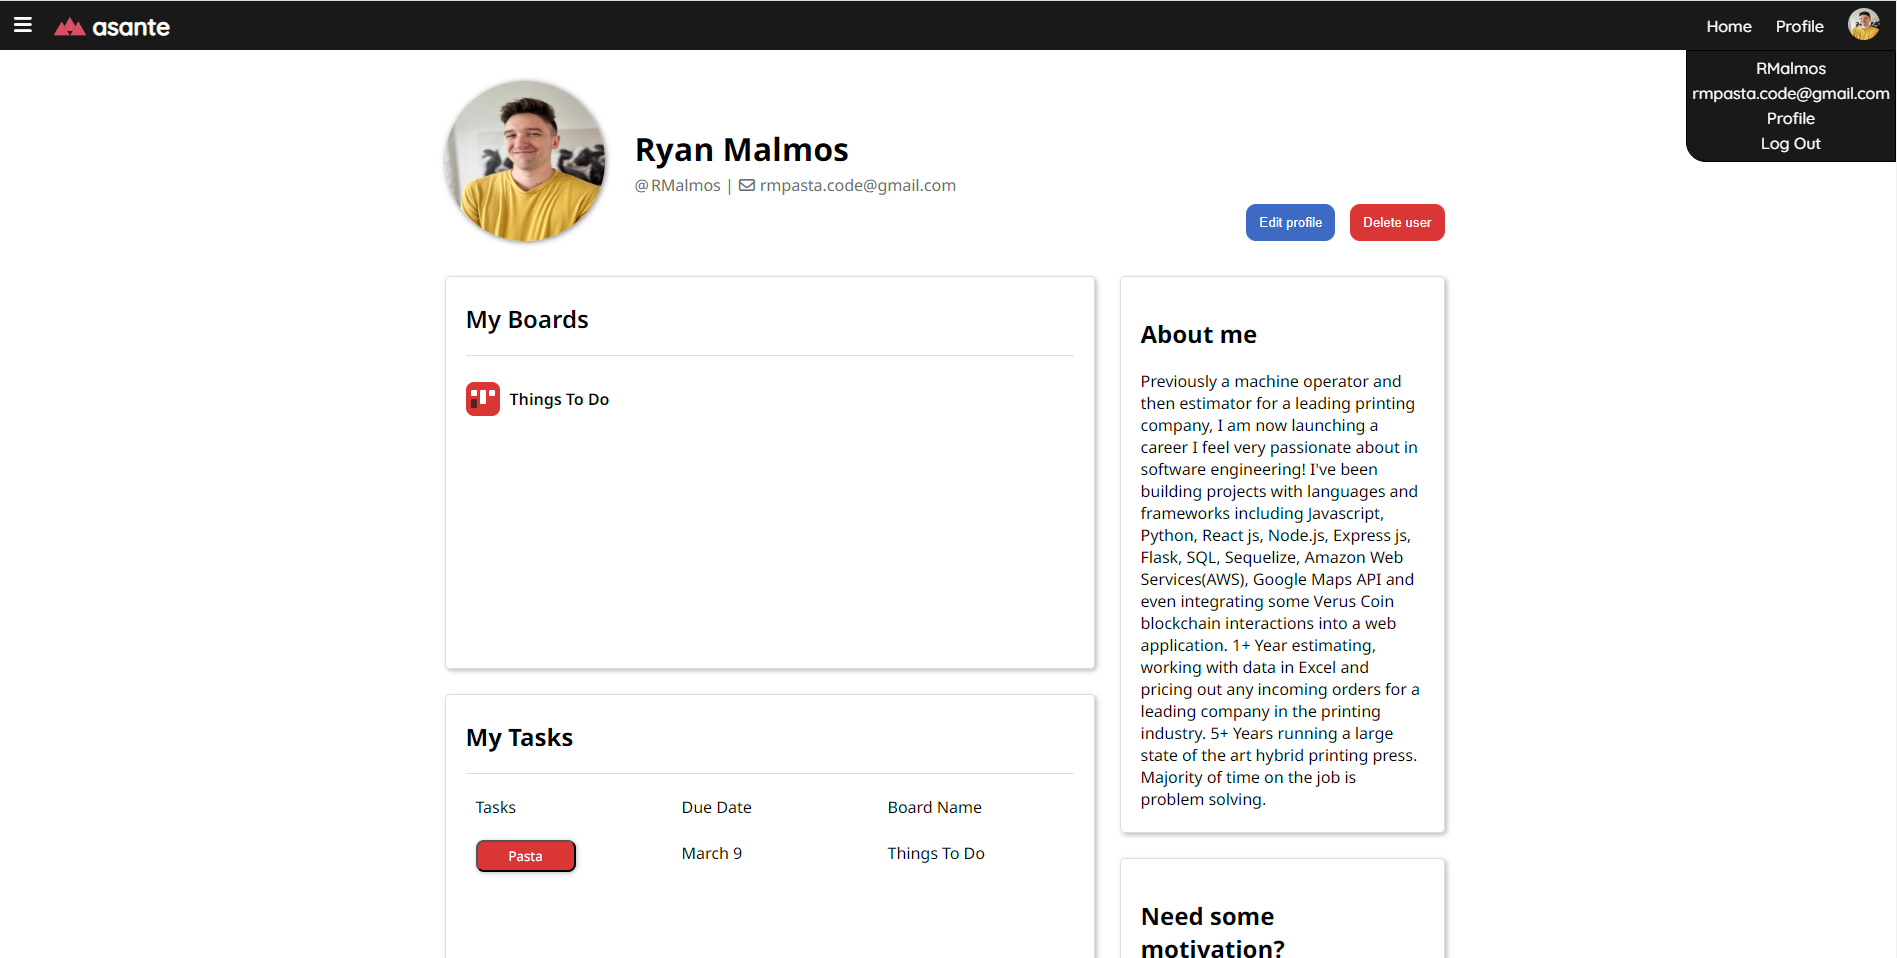 asante
Home
Profile
RMalmos
rmpasta.code@gmail.com
Profile
Log Out
Ryan Malmos
@RMalmos | rmpasta.code@gmail.com
Edit profile
Delete user
My Boards
Things To Do
My Tasks
Tasks
Due Date
Board Name
Pasta
March 9
Things To Do
About me
Previously a machine operator and
then estimator for a leading printing
company, I am now launching a
career I feel very passionate about in
software engineering! I've been
building projects with languages and
frameworks including Javascript,
Python, React js, Node.js, Express js,
Flask, SQL, Sequelize, Amazon Web
Services(AWS), Google Maps API and
even integrating some Verus Coin
blockchain interactions into a web
application. 1+ Year estimating,
working with data in Excel and
pricing out any incoming orders for a
leading company in the printing
industry. 5+ Years running a large
state of the art hybrid printing press.
Majority of time on the job is
problem solving.
Need some
motivation?